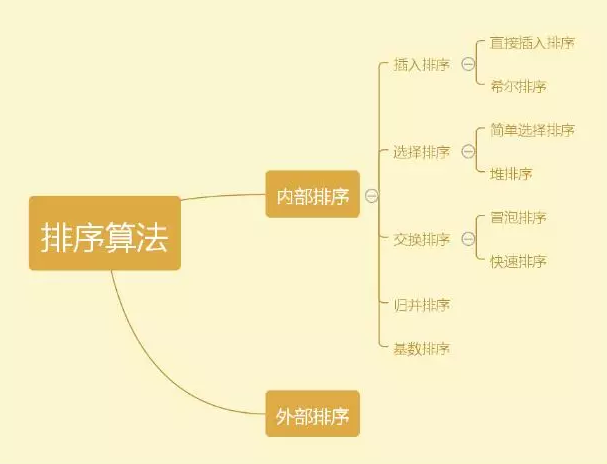 排序算法
内部排序
插入排序
直接插入排序
希尔排序
选择排序
简单选择排序
堆排序
交换排序
冒泡排序
快速排序
归并排序
基数排序
外部排序